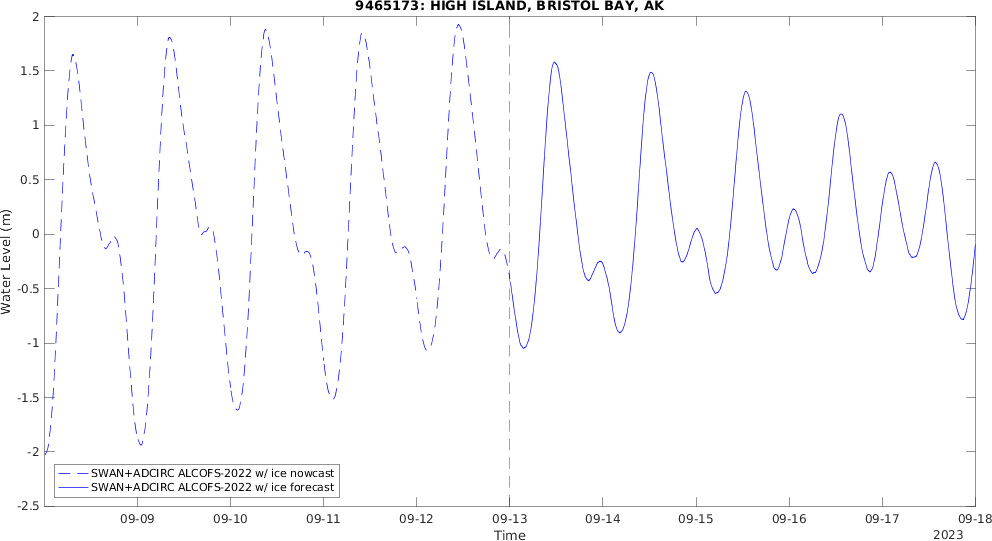 9465173: HIGH ISLAND, BRISTOL BAY, AK
2
1.5
1
0.5
0
-0.5
-1
-1.5
-2
-2.5
Water Level (m)
SWAN+ADCIRC ALCOFS-2022 w/ ice nowcast
SWAN+ADCIRC ALCOFS-2022 w/ ice forecast
09-09 09-10 09-11 09-12 09-13 09-14 09-15 09-16 09-17 09-18
Time
2023